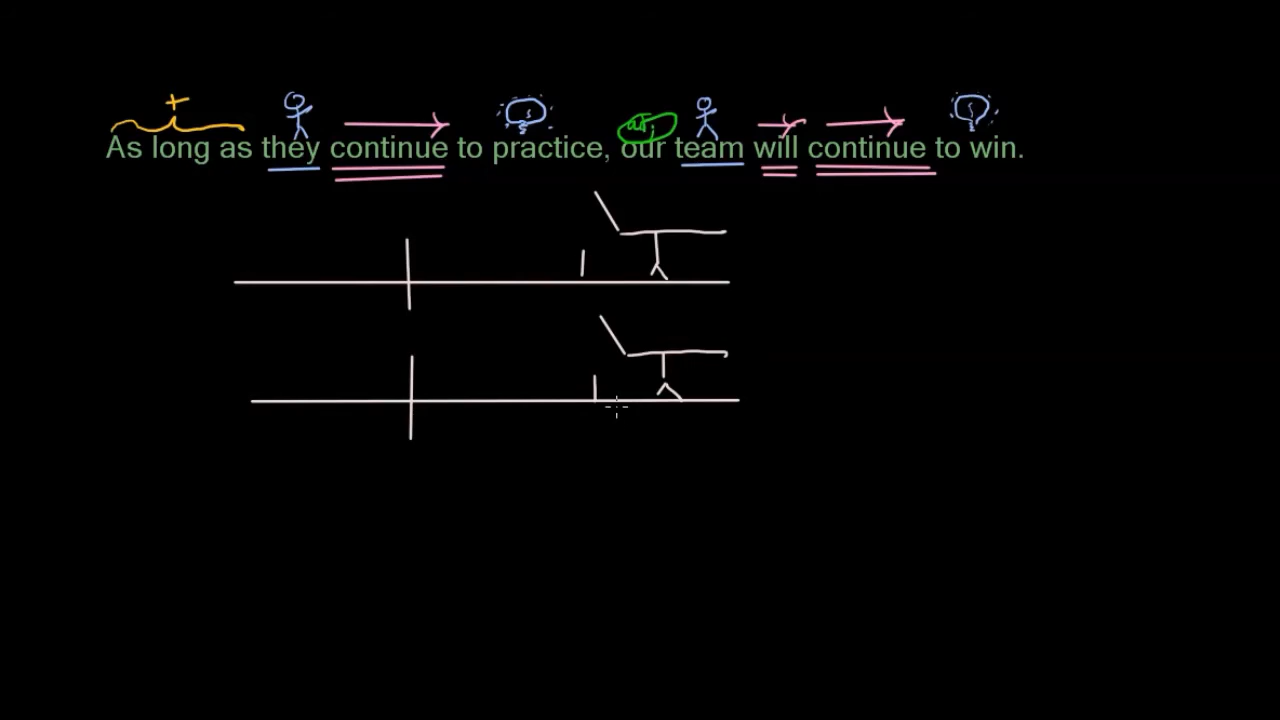 As long as they continue to practice, our team will continue to win.